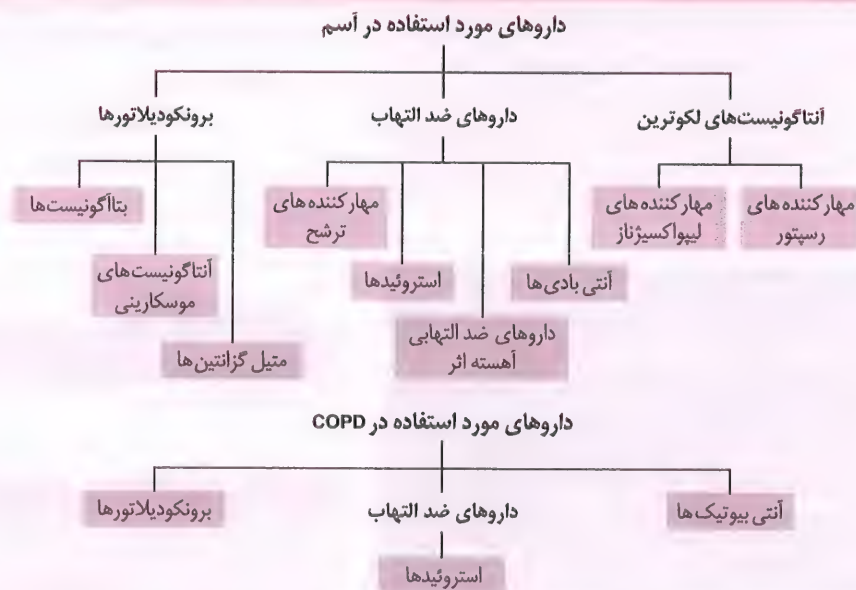 داروهای مورد استفاده در آسم
آنتاگونیست‌های لکوترین
داروهای ضد التهاب
برونکودیلاتورها
مهارکننده‌های
رسپتور
مهارکننده‌های
لیپواکسیژناز
آنتی بادی‌ها
داروهای ضد التهابی
آهسته اثر
استروئیدها
مهارکننده‌های
ترشح
متیل گزانتین‌ها
آنتاگونیست‌های
موسکارینی
بتاآگونیست‌ها
داروهای مورد استفاده در COPD
آنتی بیوتیک‌ها
داروهای ضد التهاب
برونکودیلاتورها
استروئیدها